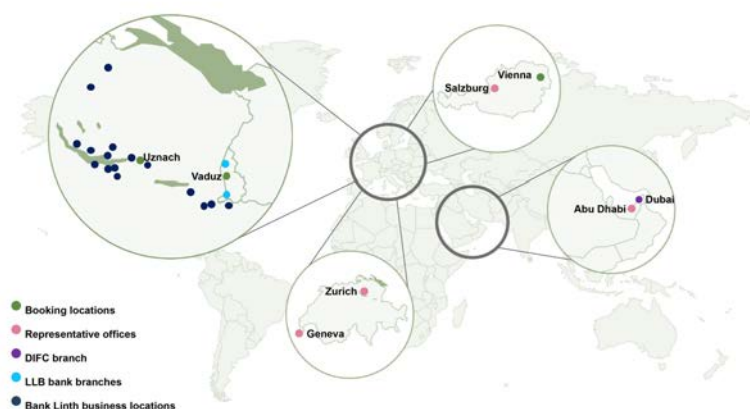 Vienna
Salzburg
Uznach
Vaduz
Dubai
Abu Dhabi
Zurich
Geneva
Booking locations
Representative offices
DIFC branch
LLB bank branches
Bank Linth business locations